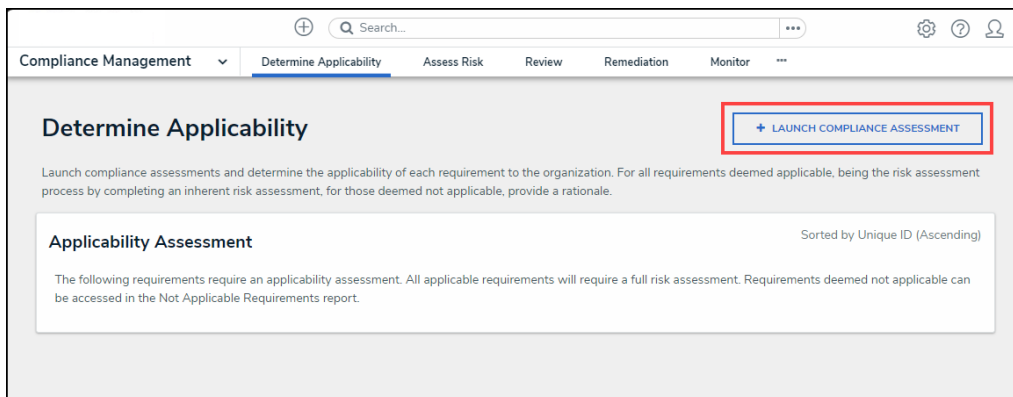 Search...
Compliance Management
Determine Applicability
Assess Risk
Review
Remediation
Monitor
Determine Applicability
+ LAUNCH COMPLIANCE ASSESSMENT
Launch compliance assessments and determine the applicability of each requirement to the organization. For all requirements deemed applicable, being the risk assessment
process by completing an inherent risk assessment, for those deemed not applicable, provide a rationale.
Applicability Assessment
Sorted by Unique ID (Ascending)
The following requirements require an applicability assessment. All applicable requirements will require a full risk assessment. Requirements deemed not applicable can
be accessed in the Not Applicable Requirements report.